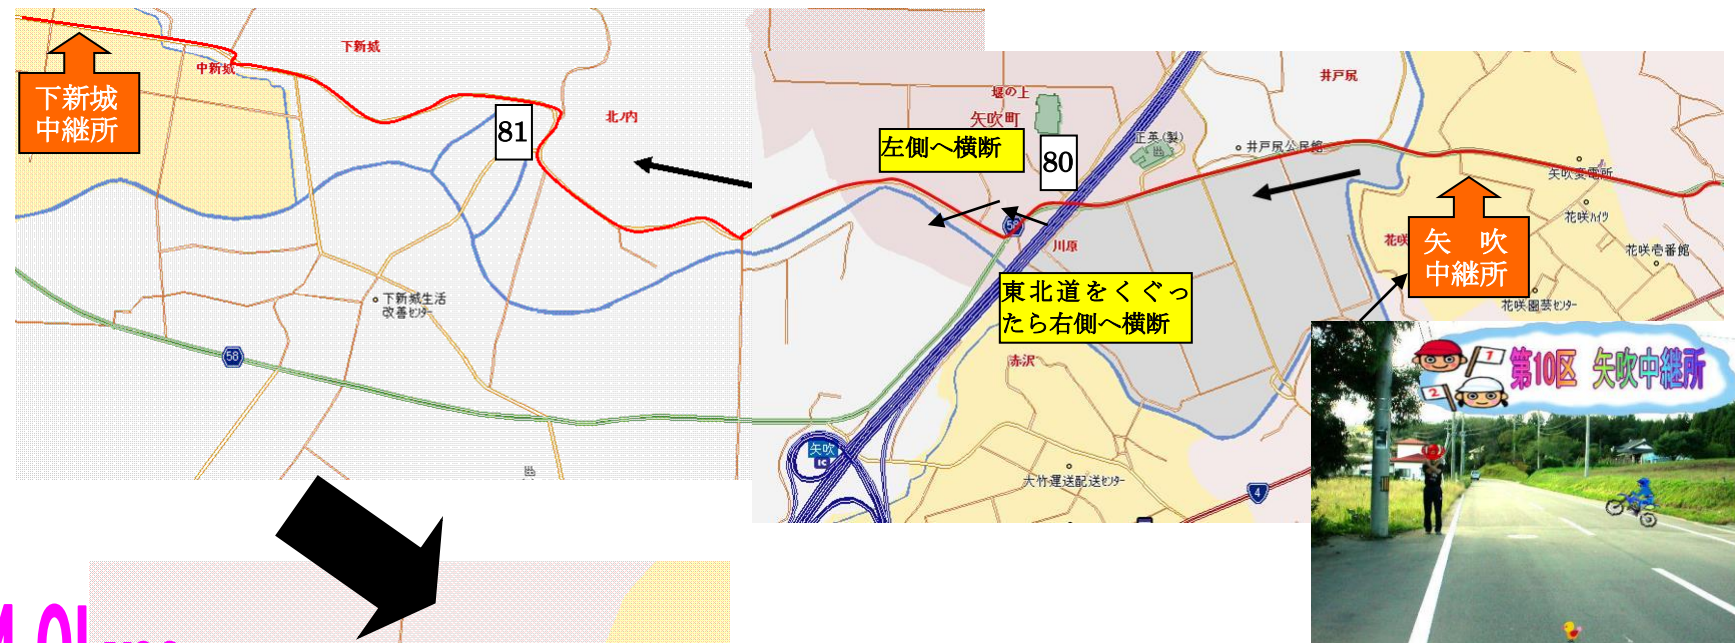 下新城
中新城
下新城
中継所
81
北ノ内
下新城生活
改善センター
58
堰の上
矢吹町
左側へ横断
80
正英(製)
井戸尻
井戸尻公民館
矢吹変電所
花咲ハイツ
花咲
矢 吹
中継所
花咲壱番館
花咲園芸センター
58
川原
東北道をくぐっ
たら右側へ横断
赤沢
矢吹
IC
大竹運送配送センター
4
1
2
第10区 矢吹中継所